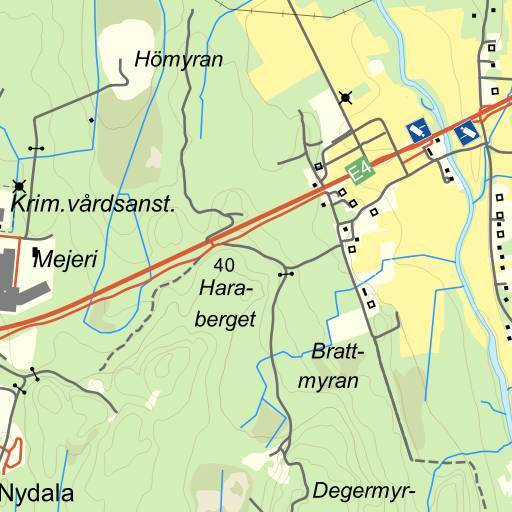 Hömyran
E4
Krim.vårdsanst.
Mejeri
40
Hara-
berget
Bratt-
myran
Nydala
Degermyr-